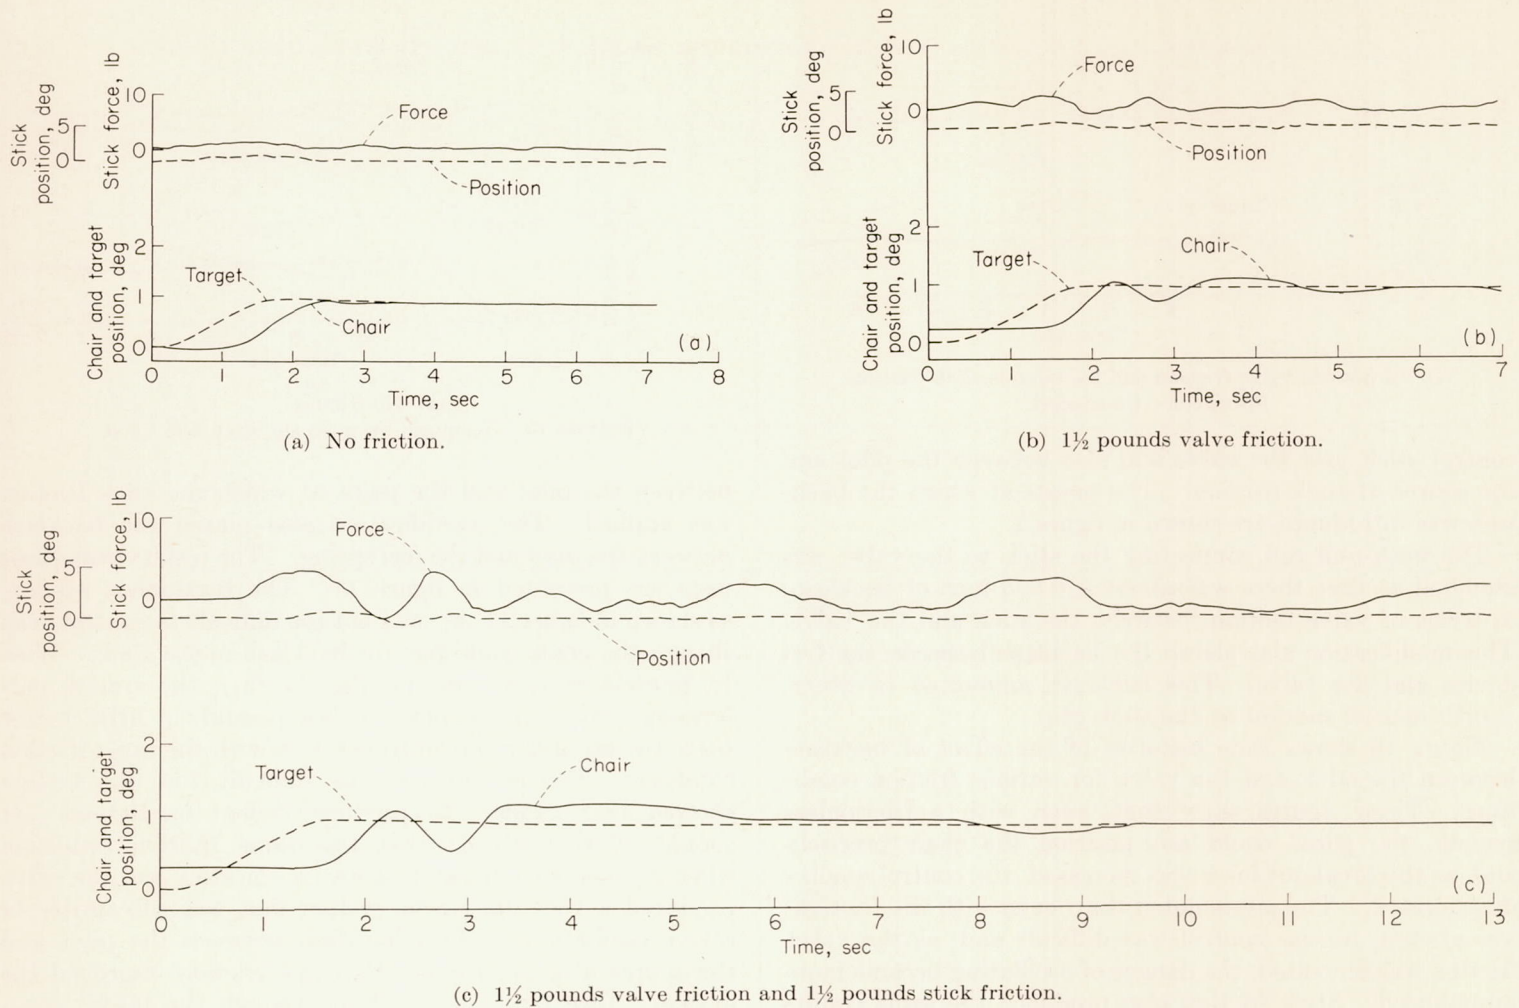 Stick position, deg
5
0
Stick force, lb
10
0
Force
Position
Chair and target position, deg
2
1
0
Target
Chair
(a)
0 1 2 3 4 5 6 7 8
Time, sec
(a) No friction.
Stick position, deg
5
0
Stick force, lb
10
0
Force
Position
Chair and target position, deg
2
1
0
Target
Chair
(b)
0 1 2 3 4 5 6 7
Time, sec
(b) 1½ pounds valve friction.
Stick position, deg
5
0
Stick force, lb
10
0
Force
Position
Chair and target position, deg
2
1
0
Target
Chair
(c)
0 1 2 3 4 5 6 7 8 9 10 11 12 13
Time, sec
(c) 1½ pounds valve friction and 1½ pounds stick friction.